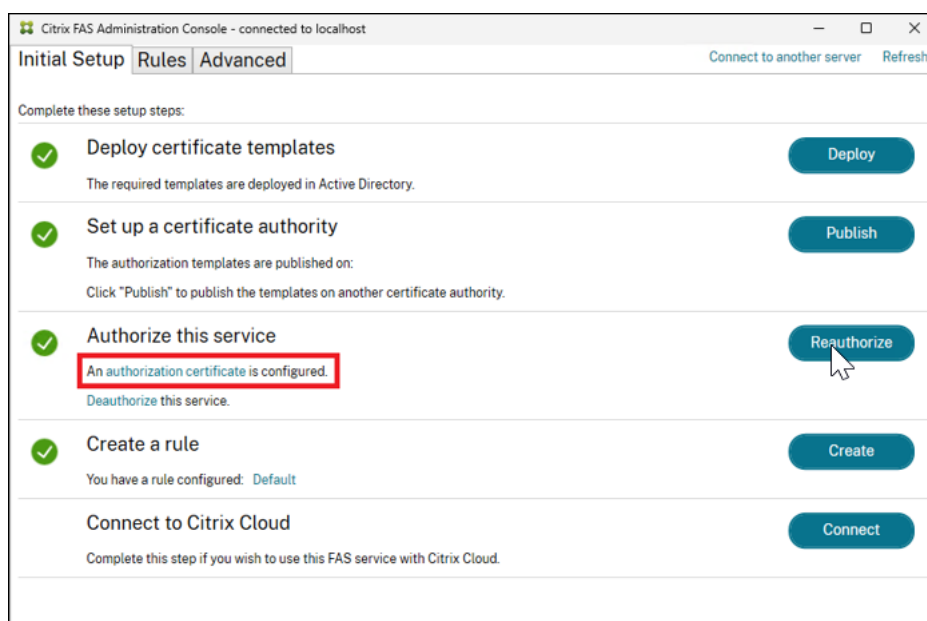 Citrix FAS Administration Console - connected to localhost
Initial Setup Rules Advanced Connect to another server Refresh
Complete these setup steps:
Deploy certificate templates
Deploy
The required templates are deployed in Active Directory.
Set up a certificate authority
Publish
The authorization templates are published on:
Click "Publish" to publish the templates on another certificate authority.
Authorize this service
Reauthorize
An authorization certificate is configured.
Deauthorize this service.
Create a rule
Create
You have a rule configured: Default
Connect to Citrix Cloud
Connect
Complete this step if you wish to use this FAS service with Citrix Cloud.